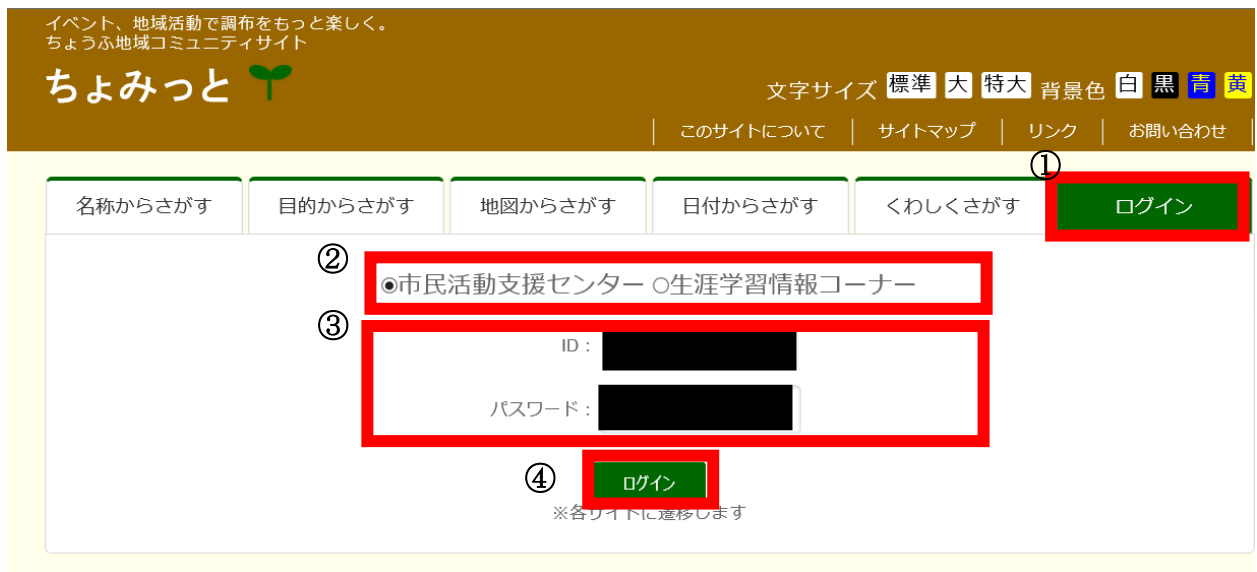 イベント、地域活動で調布をもっと楽しく。
ちょうふ地域コミュニティサイト
ちょみっと
文字サイズ 標準 大 特大 背景色 白 黒 青 黄
このサイトについて サイトマップ リンク お問い合わせ
①
名称からさがす 目的からさがす 地図からさがす 日付からさがす くわしくさがす ログイン
②
◉市民活動支援センター ○生涯学習情報コーナー
③
ID：
パスワード：
④
ログイン
※各サイトに遷移します